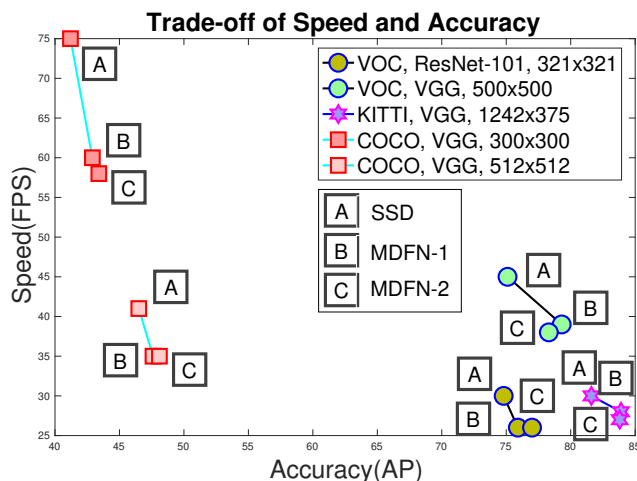 Trade-off of Speed and Accuracy
75
70
65
60
55
50
45
40
35
30
25
Speed(FPS)
40 45 50 55 60 65 70 75 80 85
Accuracy(AP)
VOC, ResNet-101, 321x321
VOC, VGG, 500x500
KITTI, VGG, 1242x375
COCO, VGG, 300x300
COCO, VGG, 512x512
A SSD
B MDFN-1
C MDFN-2
A
B
C
A
B
C
A
B
C
A
C
B
A
B
C